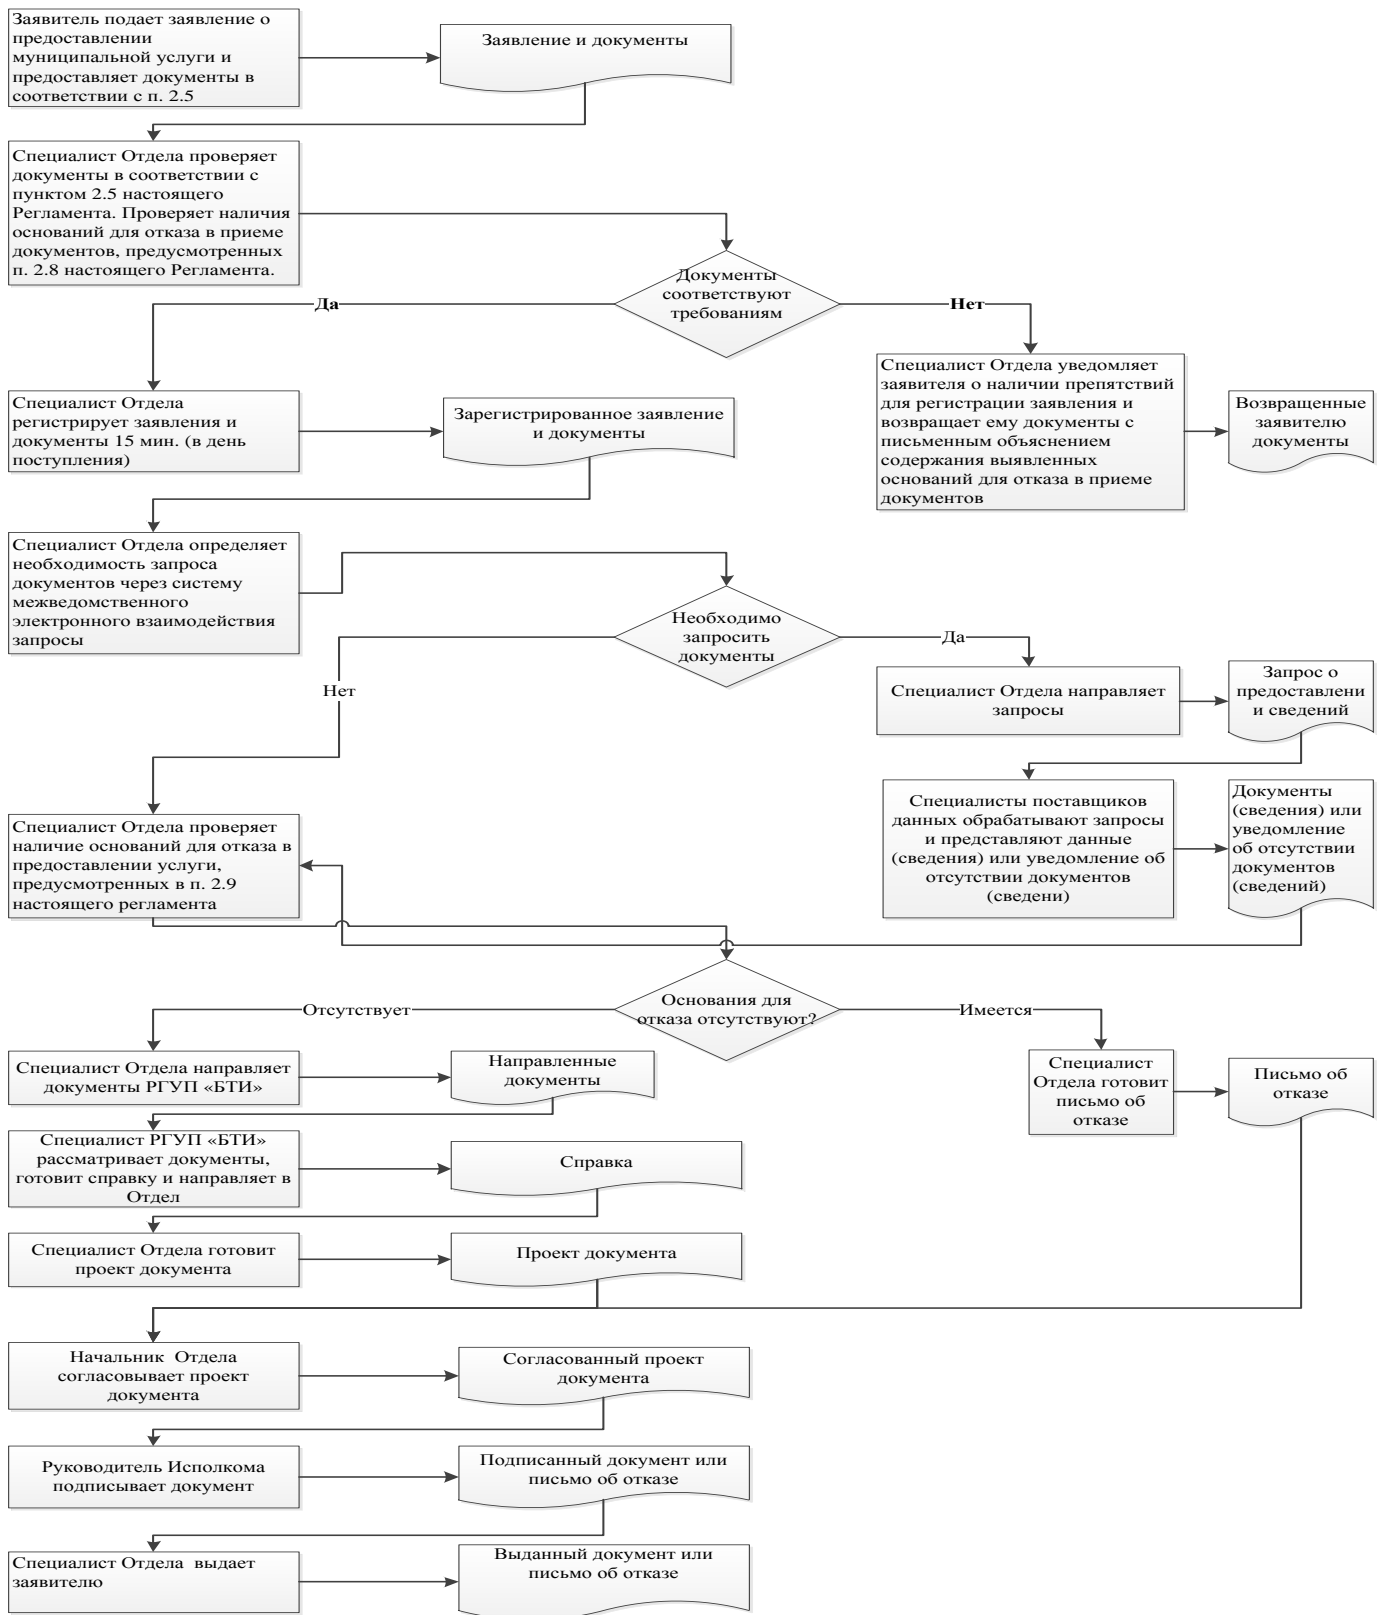 Заявитель подает заявление о
предоставлении
муниципальной услуги и
предоставляет документы в
соответствии с п. 2.5
Заявление и документы
Специалист Отдела проверяет
документы в соответствии с
пунктом 2.5 настоящего
Регламента. Проверяет наличия
оснований для отказа в приеме
документов, предусмотренных
п. 2.8 настоящего Регламента.
Документы
соответствуют
требованиям
Да
Нет
Специалист Отдела
регистрирует заявления и
документы 15 мин. (в день
поступления)
Зарегистрированное заявление
и документы
Специалист Отдела уведомляет
заявителя о наличии препятствий
для регистрации заявления и
возвращает ему документы с
письменным объяснением
содержания выявленных
оснований для отказа в приеме
документов
Возвращенные
заявителю
документы
Специалист Отдела определяет
необходимость запроса
документов через систему
межведомственного
электронного взаимодействия
запросы
Необходимо
запросить
документы
Да
Нет
Специалист Отдела направляет
запросы
Запрос о
предоставлени
и сведений
Специалисты поставщиков
данных обрабатывают запросы
и представляют данные
(сведения) или уведомление об
отсутствии документов
(сведени)
Документы
(сведения) или
уведомление
об отсутствии
документов
(сведений)
Специалист Отдела проверяет
наличие оснований для отказа в
предоставлении услуги,
предусмотренных в п. 2.9
настоящего регламента
Основания для
отказа отсутствуют?
Отсутствует
Имеется
Специалист Отдела направляет
документы РГУП «БТИ»
Направленные
документы
Специалист
Отдела готовит
письмо об
отказе
Письмо об
отказе
Специалист РГУП «БТИ»
рассматривает документы,
готовит справку и направляет в
Отдел
Справка
Специалист Отдела готовит
проект документа
Проект документа
Начальник Отдела
согласовывает проект
документа
Согласованный проект
документа
Руководитель Исполкома
подписывает документ
Подписанный документ или
письмо об отказе
Специалист Отдела выдает
заявителю
Выданный документ или
письмо об отказе